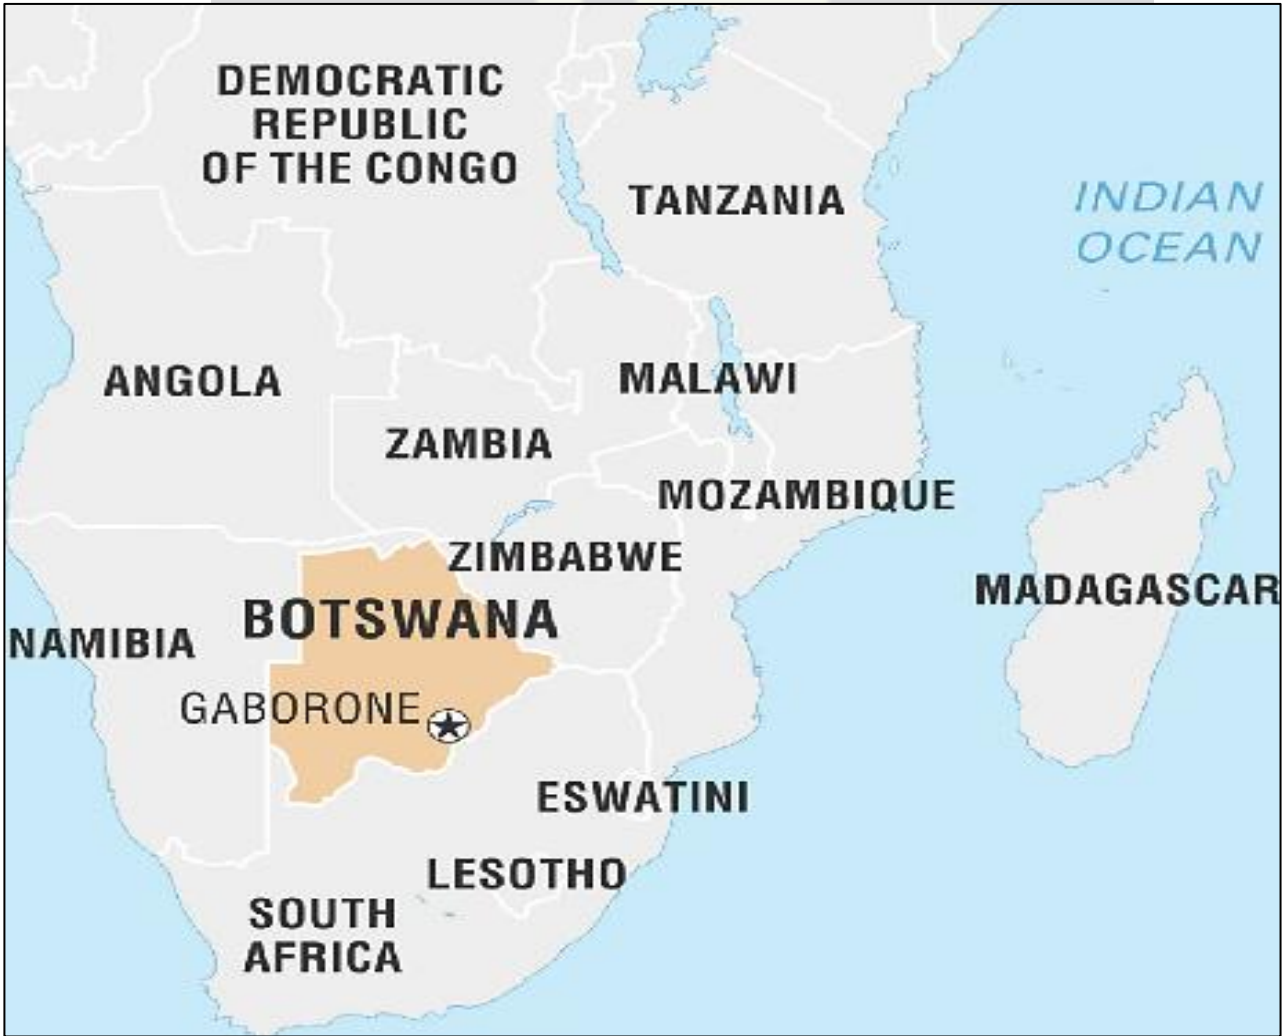 DEMOCRATIC
REPUBLIC
OF THE CONGO
TANZANIA
INDIAN
OCEAN
ANGOLA
MALAWI
ZAMBIA
MOZAMBIQUE
ZIMBABWE
MADAGASCAR
BOTSWANA
NAMIBIA
GABORONE
ESWATINI
LESOTHO
SOUTH
AFRICA